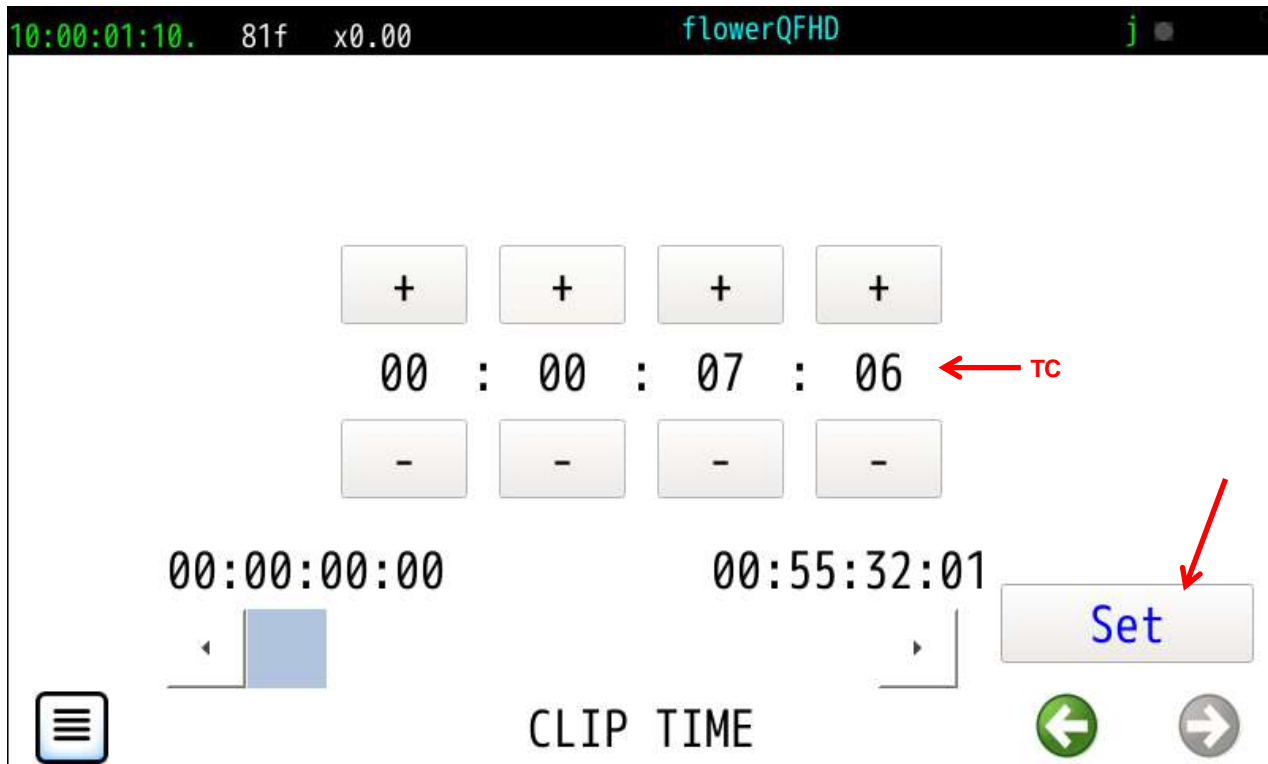 10:00:01:10. 81f x0.00 flowerQFHD j
+ + + +
00 : 00 : 07 : 06 TC
- - - -
00:00:00:00 00:55:32:01
Set
CLIP TIME